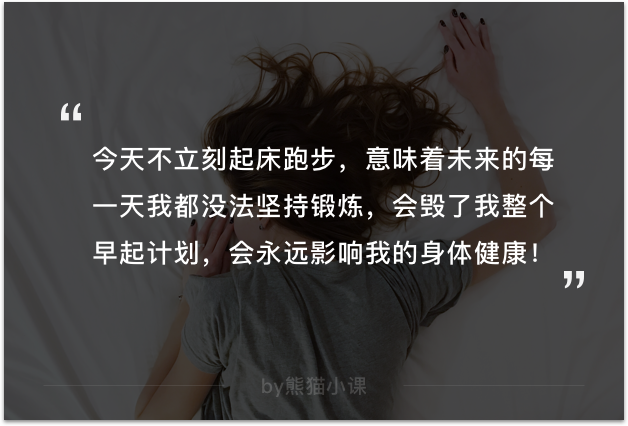 “
今天不立刻起床跑步，意味着未来的每
一天我都没法坚持锻炼，会毁了我整个
早起计划，会永远影响我的身体健康！
”
by熊猫小课